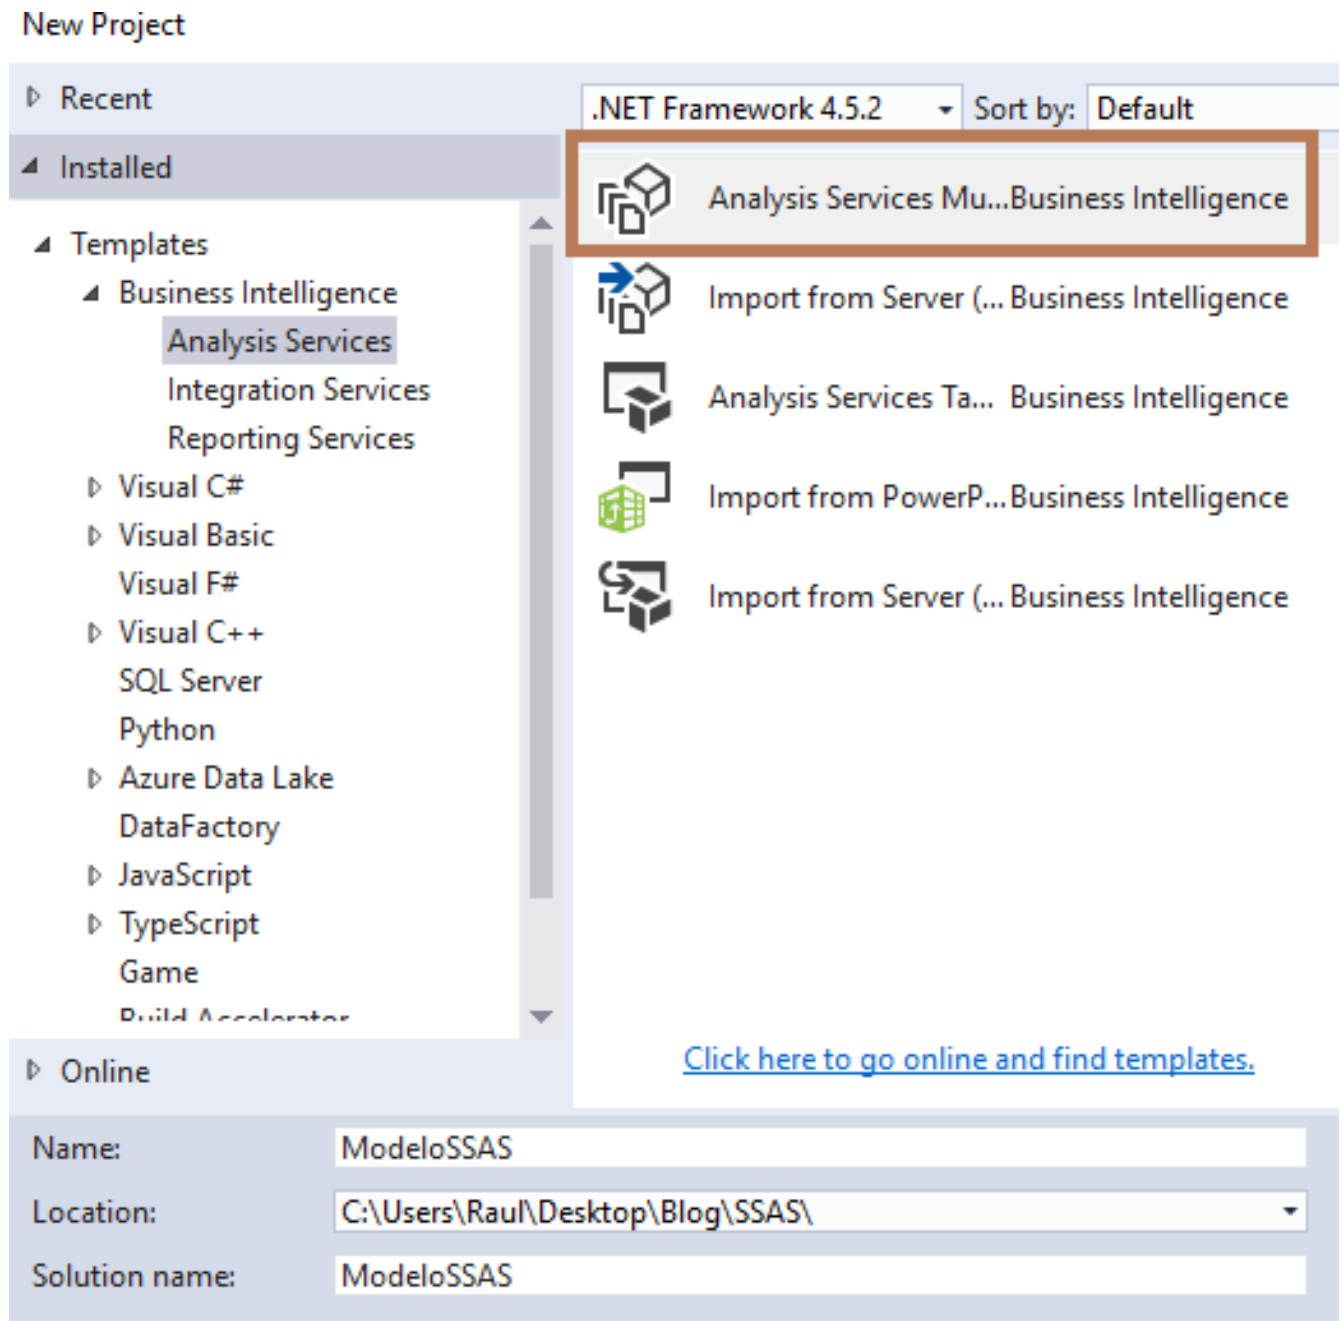 New Project
Recent
.NET Framework 4.5.2 Sort by: Default
Installed
Templates
Business Intelligence
Analysis Services
Integration Services
Reporting Services
Visual C#
Visual Basic
Visual F#
Visual C++
SQL Server
Python
Azure Data Lake
DataFactory
JavaScript
TypeScript
Game
Build Accelerator
Online
Analysis Services Mu... Business Intelligence
Import from Server (... Business Intelligence
Analysis Services Ta... Business Intelligence
Import from PowerP... Business Intelligence
Import from Server (... Business Intelligence
Click here to go online and find templates.
Name: ModeloSSAS
Location: C:\Users\Raul\Desktop\Blog\SSAS\
Solution name: ModeloSSAS